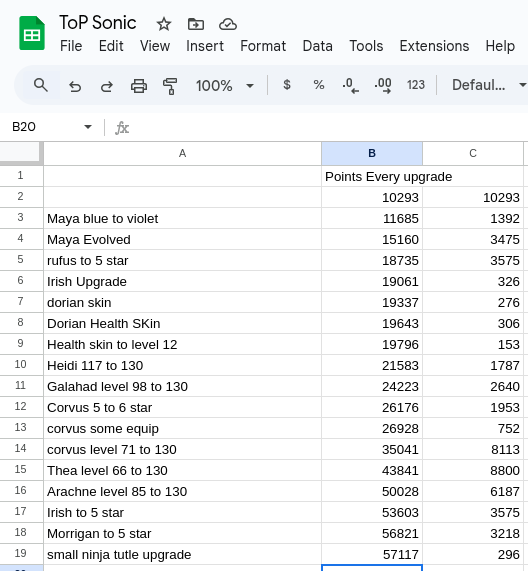 ToP Sonic
File Edit View Insert Format Data Tools Extensions Help
100% $ % .0 .00 123 Defaul...
B20 fx
A B C
1 Points Every upgrade
2 10293 10293
3 Maya blue to violet 11685 1392
4 Maya Evolved 15160 3475
5 rufus to 5 star 18735 3575
6 Irish Upgrade 19061 326
7 dorian skin 19337 276
8 Dorian Health SKin 19643 306
9 Health skin to level 12 19796 153
10 Heidi 117 to 130 21583 1787
11 Galahad level 98 to 130 24223 2640
12 Corvus 5 to 6 star 26176 1953
13 corvus some equip 26928 752
14 corvus level 71 to 130 35041 8113
15 Thea level 66 to 130 43841 8800
16 Arachne level 85 to 130 50028 6187
17 Irish to 5 star 53603 3575
18 Morrigan to 5 star 56821 3218
19 small ninja tutle upgrade 57117 296